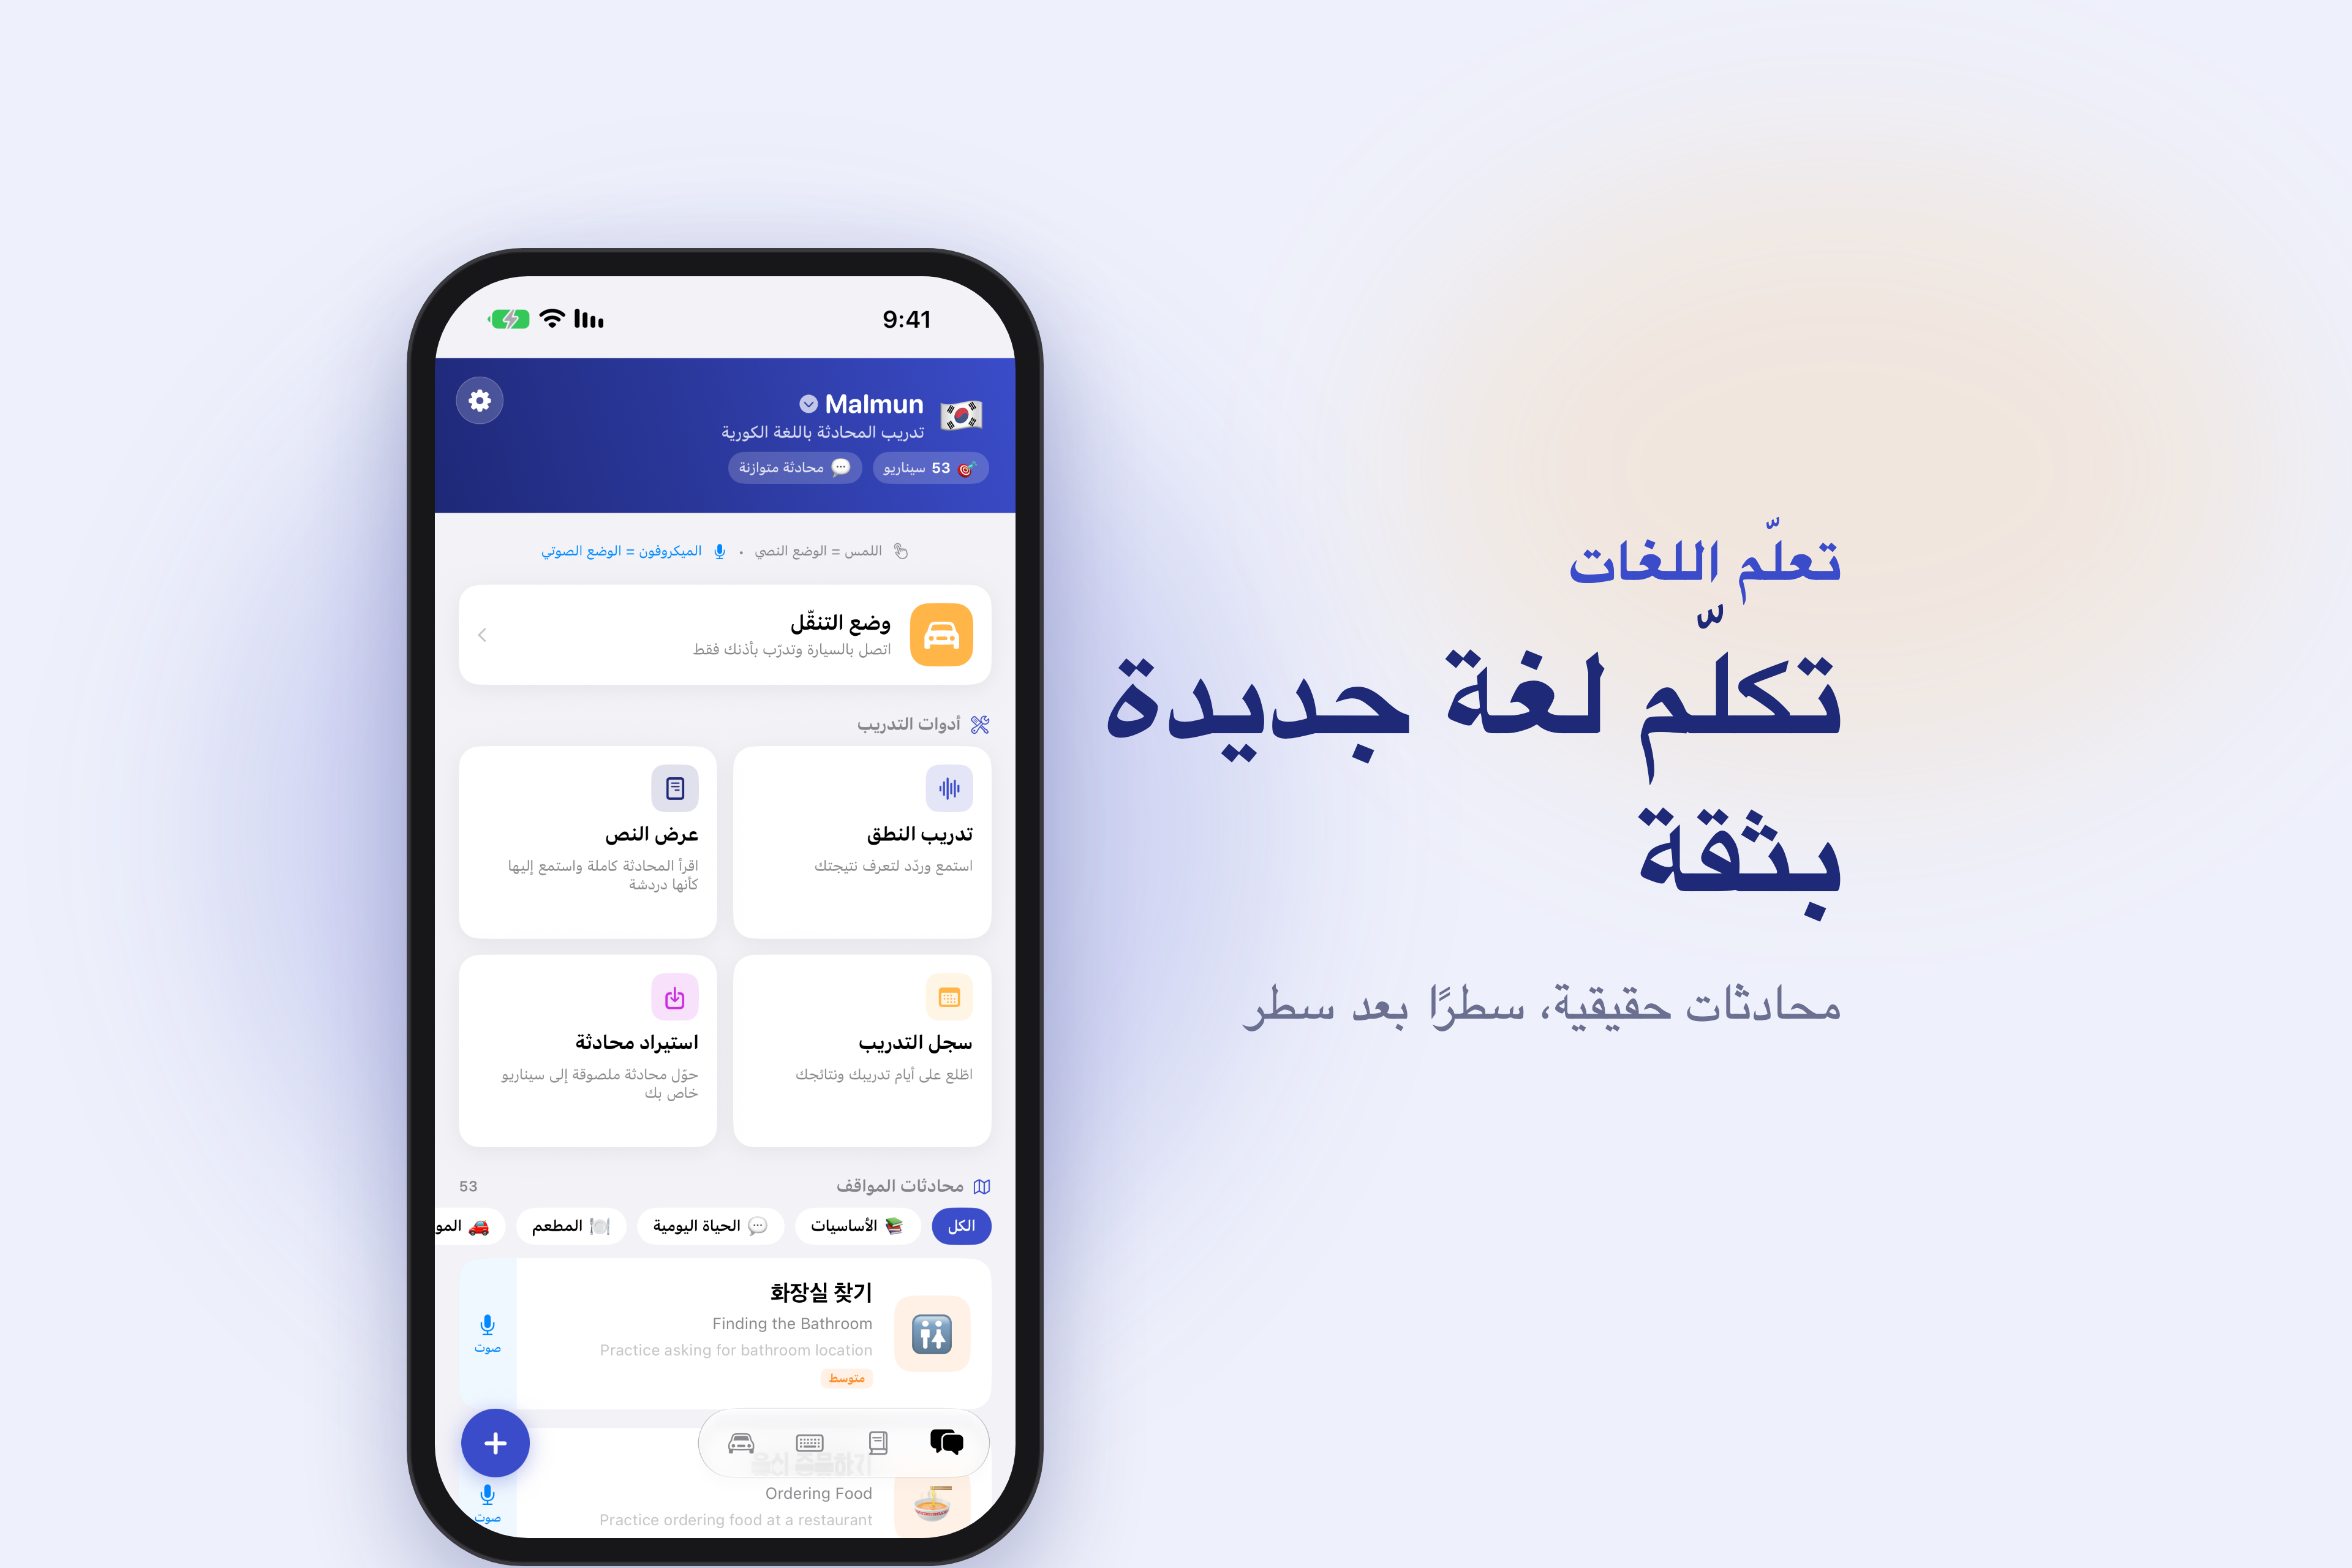 تعلّم اللغات
تكلّم لغة جديدة
بثقة
محادثات حقيقية، سطرًا بعد سطر
9:41
Malmun
تدريب المحادثة باللغة الكورية
53 سيناريو
محادثة متوازنة
اللمس = الوضع النصي • الميكروفون = الوضع الصوتي
وضع التنقّل
اتصل بالسيارة وتدرّب بأذنك فقط
أدوات التدريب
تدريب النطق
استمع وردّد لتعرف نتيجتك
عرض النص
اقرأ المحادثة كاملة واستمع إليها
كأنها دردشة
سجل التدريب
اطّلع على أيام تدريبك ونتائجك
استيراد محادثة
حوّل محادثة ملصوقة إلى سيناريو
خاص بك
محادثات المواقف
53
الكل
الأساسيات
الحياة اليومية
المطعم
المو
화장실 찾기
Finding the Bathroom
Practice asking for bathroom location
متوسط
صوت
Ordering Food
Practice ordering food at a restaurant
صوت